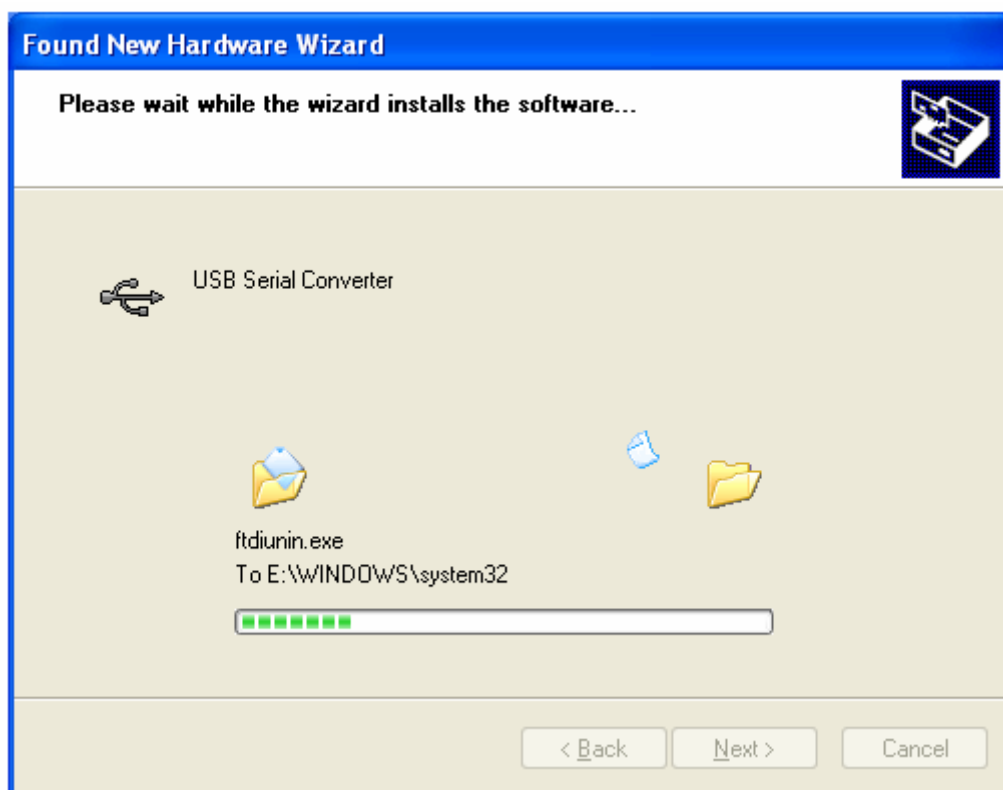 Found New Hardware Wizard
Please wait while the wizard installs the software...
USB Serial Converter
ftdiunin.exe
To E:\WINDOWS\system32
< Back
Next >
Cancel